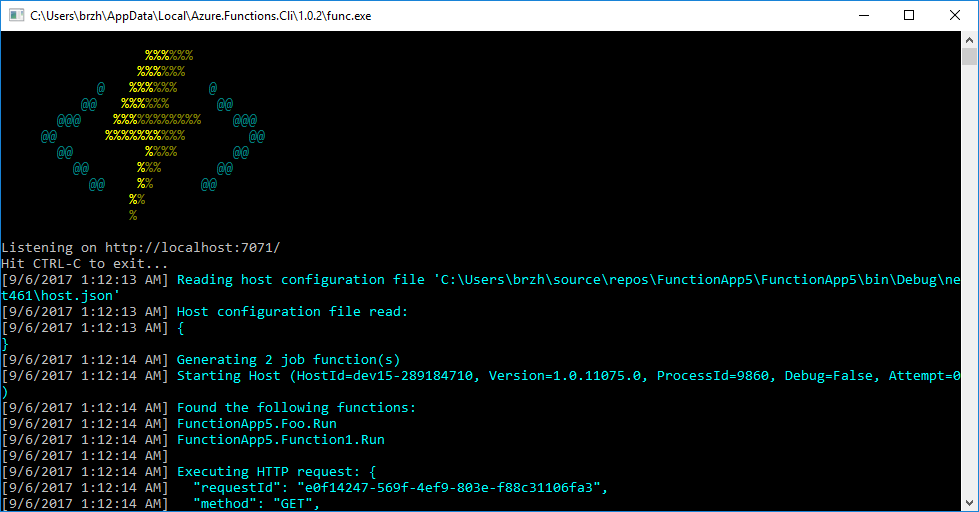 C:\Users\brzh\AppData\Local\Azure.Functions.Cli\1.0.2\func.exe
                  %%%%%%
                 %%%%%%
            @   %%%%%%    @
          @@   %%%%%%      @@
       @@@    %%%%%%%%%%%    @@@
     @@      %%%%%%%%%%        @@
       @@         %%%%       @@
         @@      %%%       @@
           @@    %%      @@
                %%
                %
Listening on http://localhost:7071/
Hit CTRL-C to exit...
[9/6/2017 1:12:13 AM] Reading host configuration file 'C:\Users\brzh\source\repos\FunctionApp5\FunctionApp5\bin\Debug\ne
t461\host.json'
[9/6/2017 1:12:13 AM] Host configuration file read:
[9/6/2017 1:12:13 AM] {
}
[9/6/2017 1:12:14 AM] Generating 2 job function(s)
[9/6/2017 1:12:14 AM] Starting Host (HostId=dev15-289184710, Version=1.0.11075.0, ProcessId=9860, Debug=False, Attempt=0
)
[9/6/2017 1:12:14 AM] Found the following functions:
[9/6/2017 1:12:14 AM] FunctionApp5.Foo.Run
[9/6/2017 1:12:14 AM] FunctionApp5.Function1.Run
[9/6/2017 1:12:14 AM]
[9/6/2017 1:12:14 AM] Executing HTTP request: {
[9/6/2017 1:12:14 AM]   "requestId": "e0f14247-569f-4ef9-803e-f88c31106fa3",
[9/6/2017 1:12:14 AM]   "method": "GET",